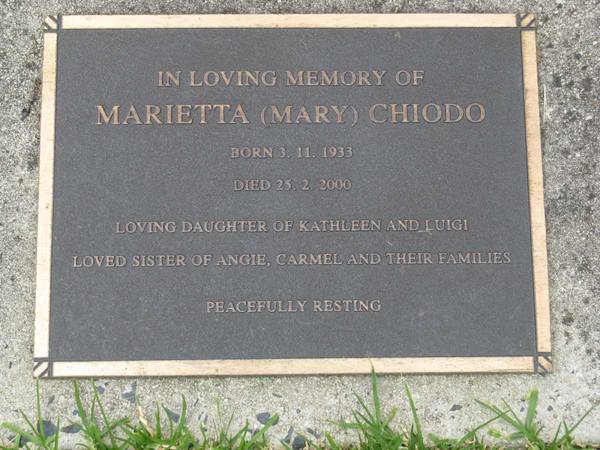 IN LOVING MEMORY OF
MARIETTA (MARY) CHIODO
BORN 3. 11. 1933
DIED 25. 2. 2000
LOVING DAUGHTER OF KATHLEEN AND LUIGI
LOVED SISTER OF ANGIE, CARMEL AND THEIR FAMILIES
PEACEFULLY RESTING